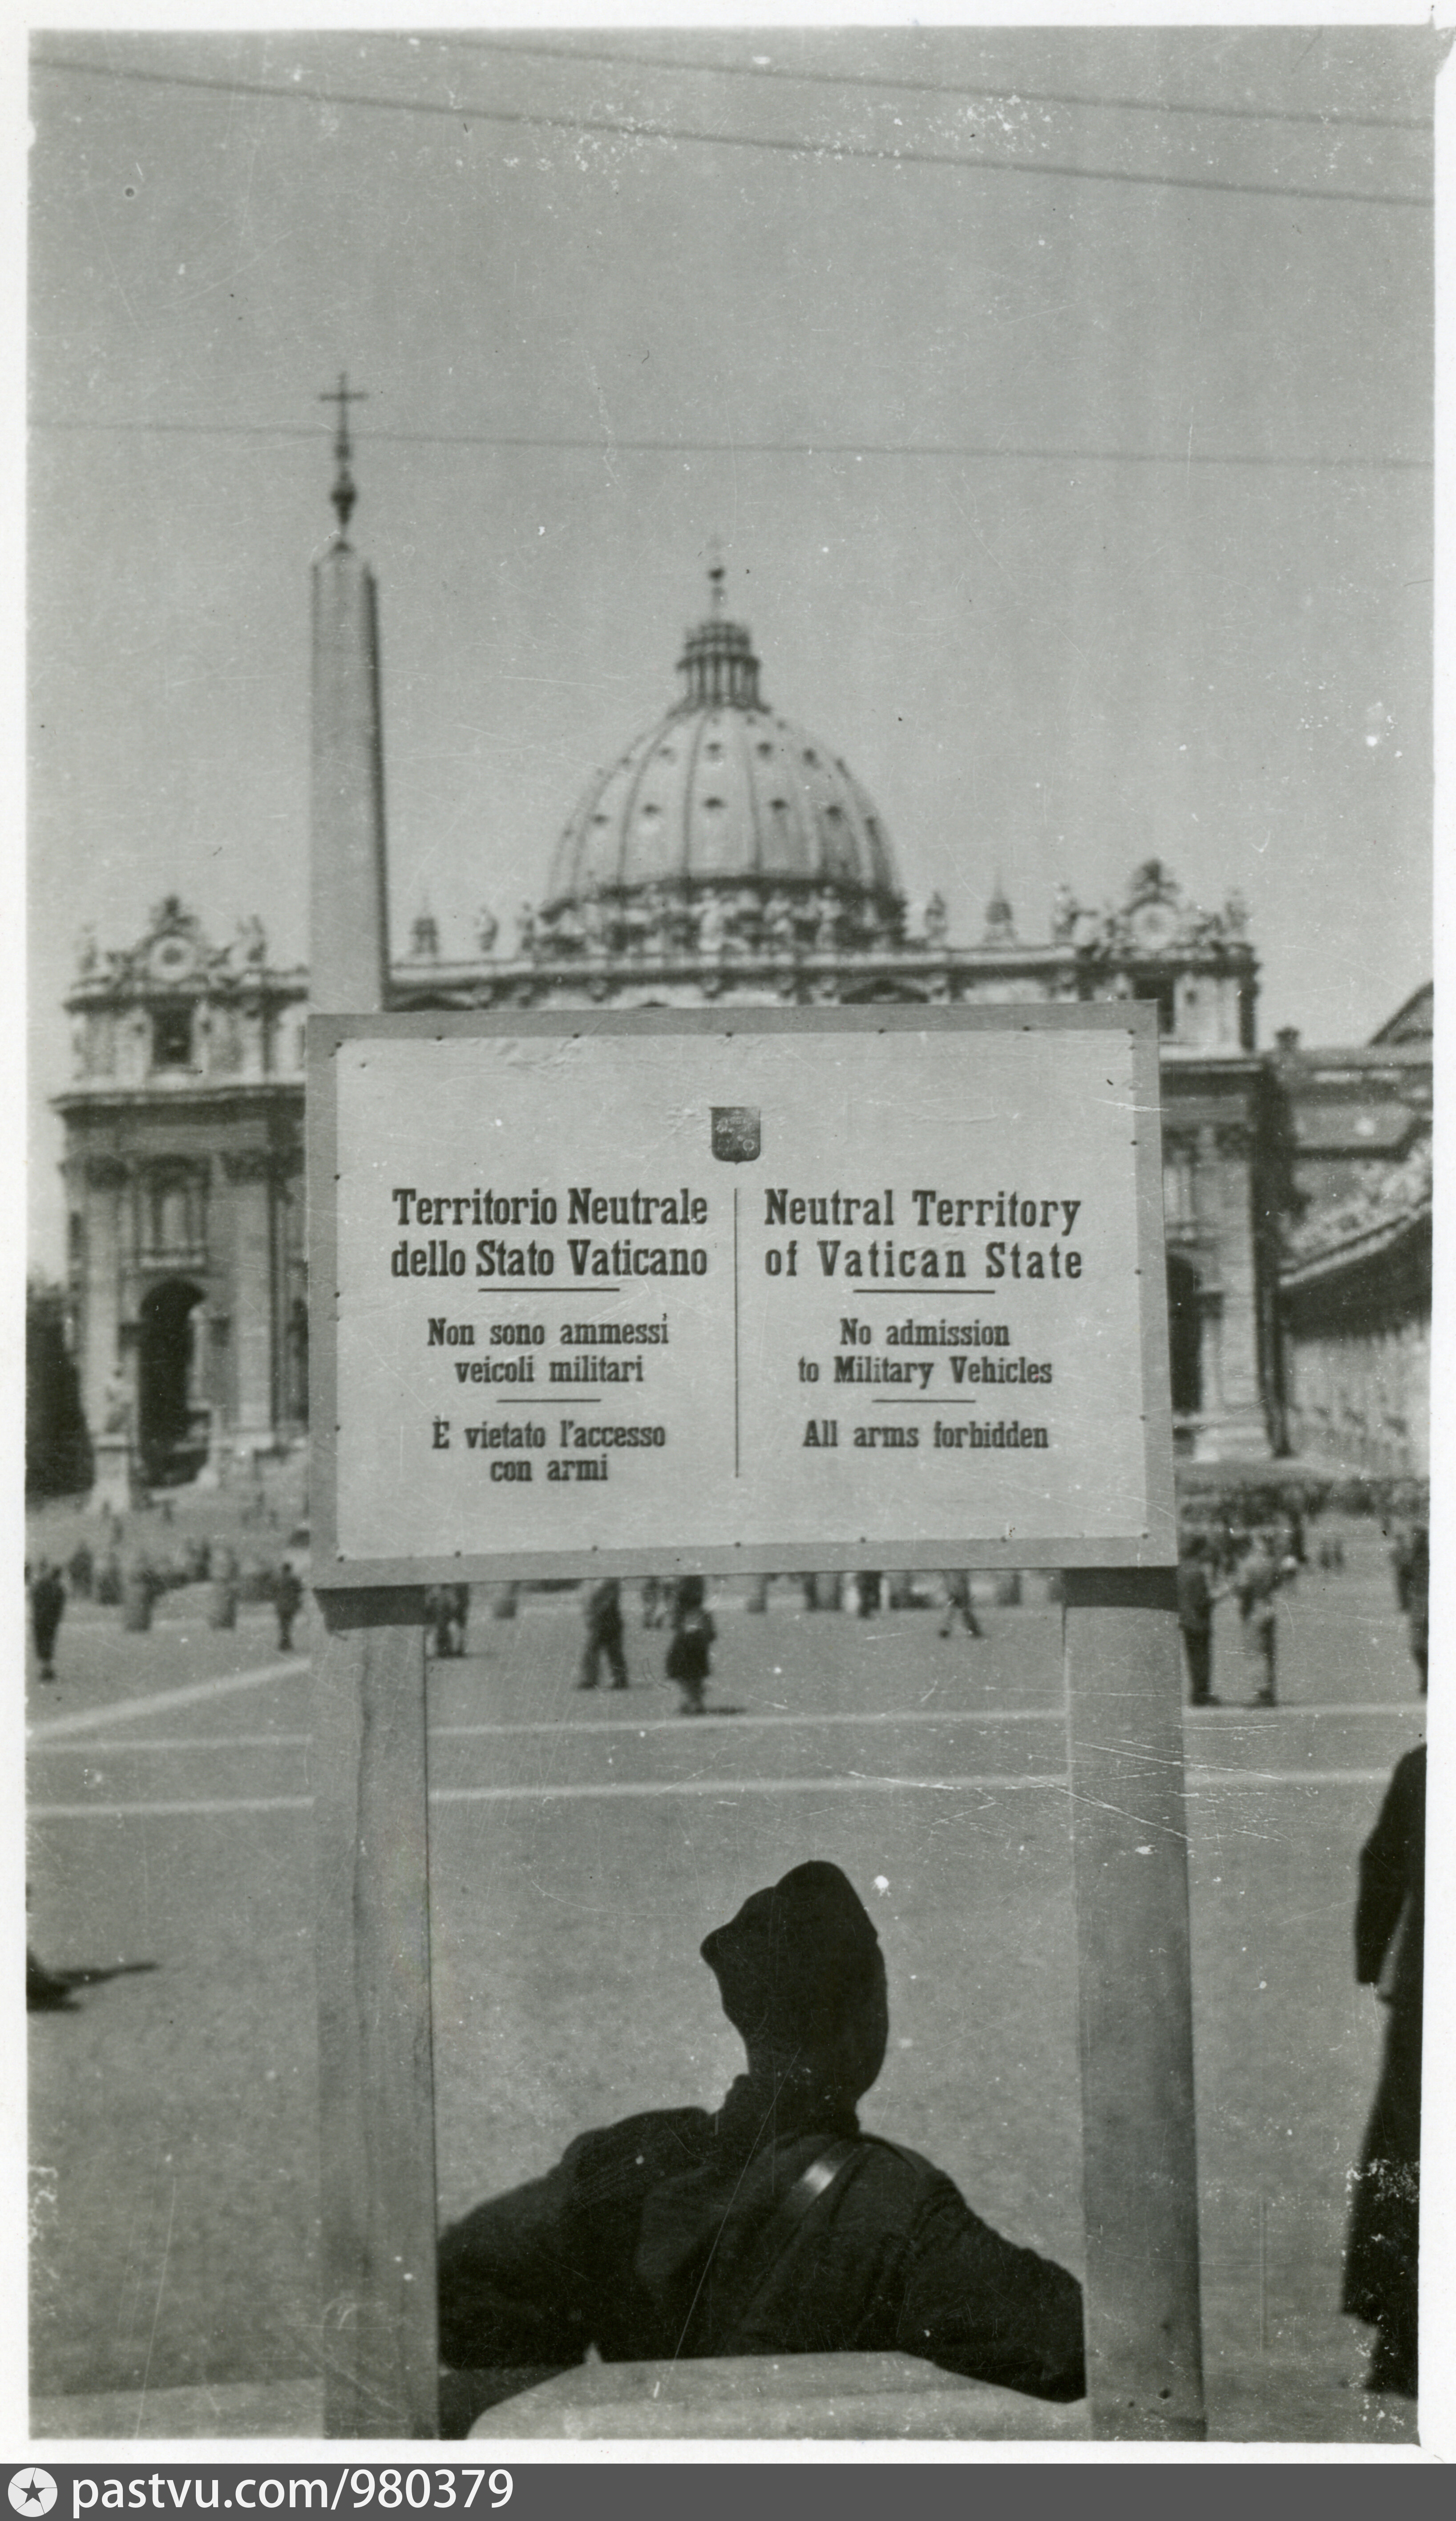 Territorio Neutrale
dello Stato Vaticano
Non sono ammessi
veicoli militari
È vietato l'accesso
con armi
Neutral Territory
of Vatican State
No admission
to Military Vehicles
All arms forbidden
pastvu.com/980379